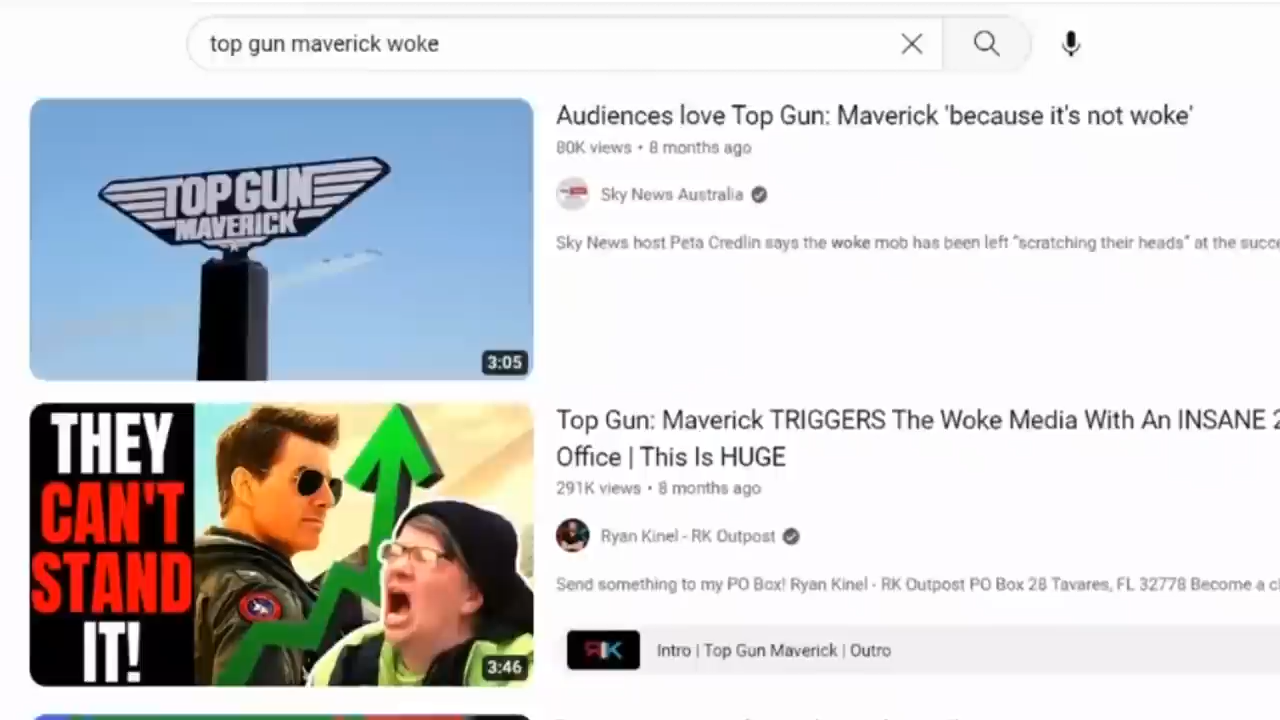 top gun maverick woke
TOP GUN
MAVERICK
3:05
Audiences love Top Gun: Maverick 'because it's not woke'
80K views • 8 months ago
Sky News Australia
Sky News host Peta Credlin says the woke mob has been left "scratching their heads" at the
THEY
CAN'T
STAND
IT!
3:46
Top Gun: Maverick TRIGGERS The Woke Media With An INSANE
Office | This Is HUGE
291K views • 8 months ago
Ryan Kinel - RK Outpost
Send something to my PO Box! Ryan Kinel - RK Outpost PO Box 28 Tavares, FL 32778 Become a
RK
Intro | Top Gun Maverick | Outro